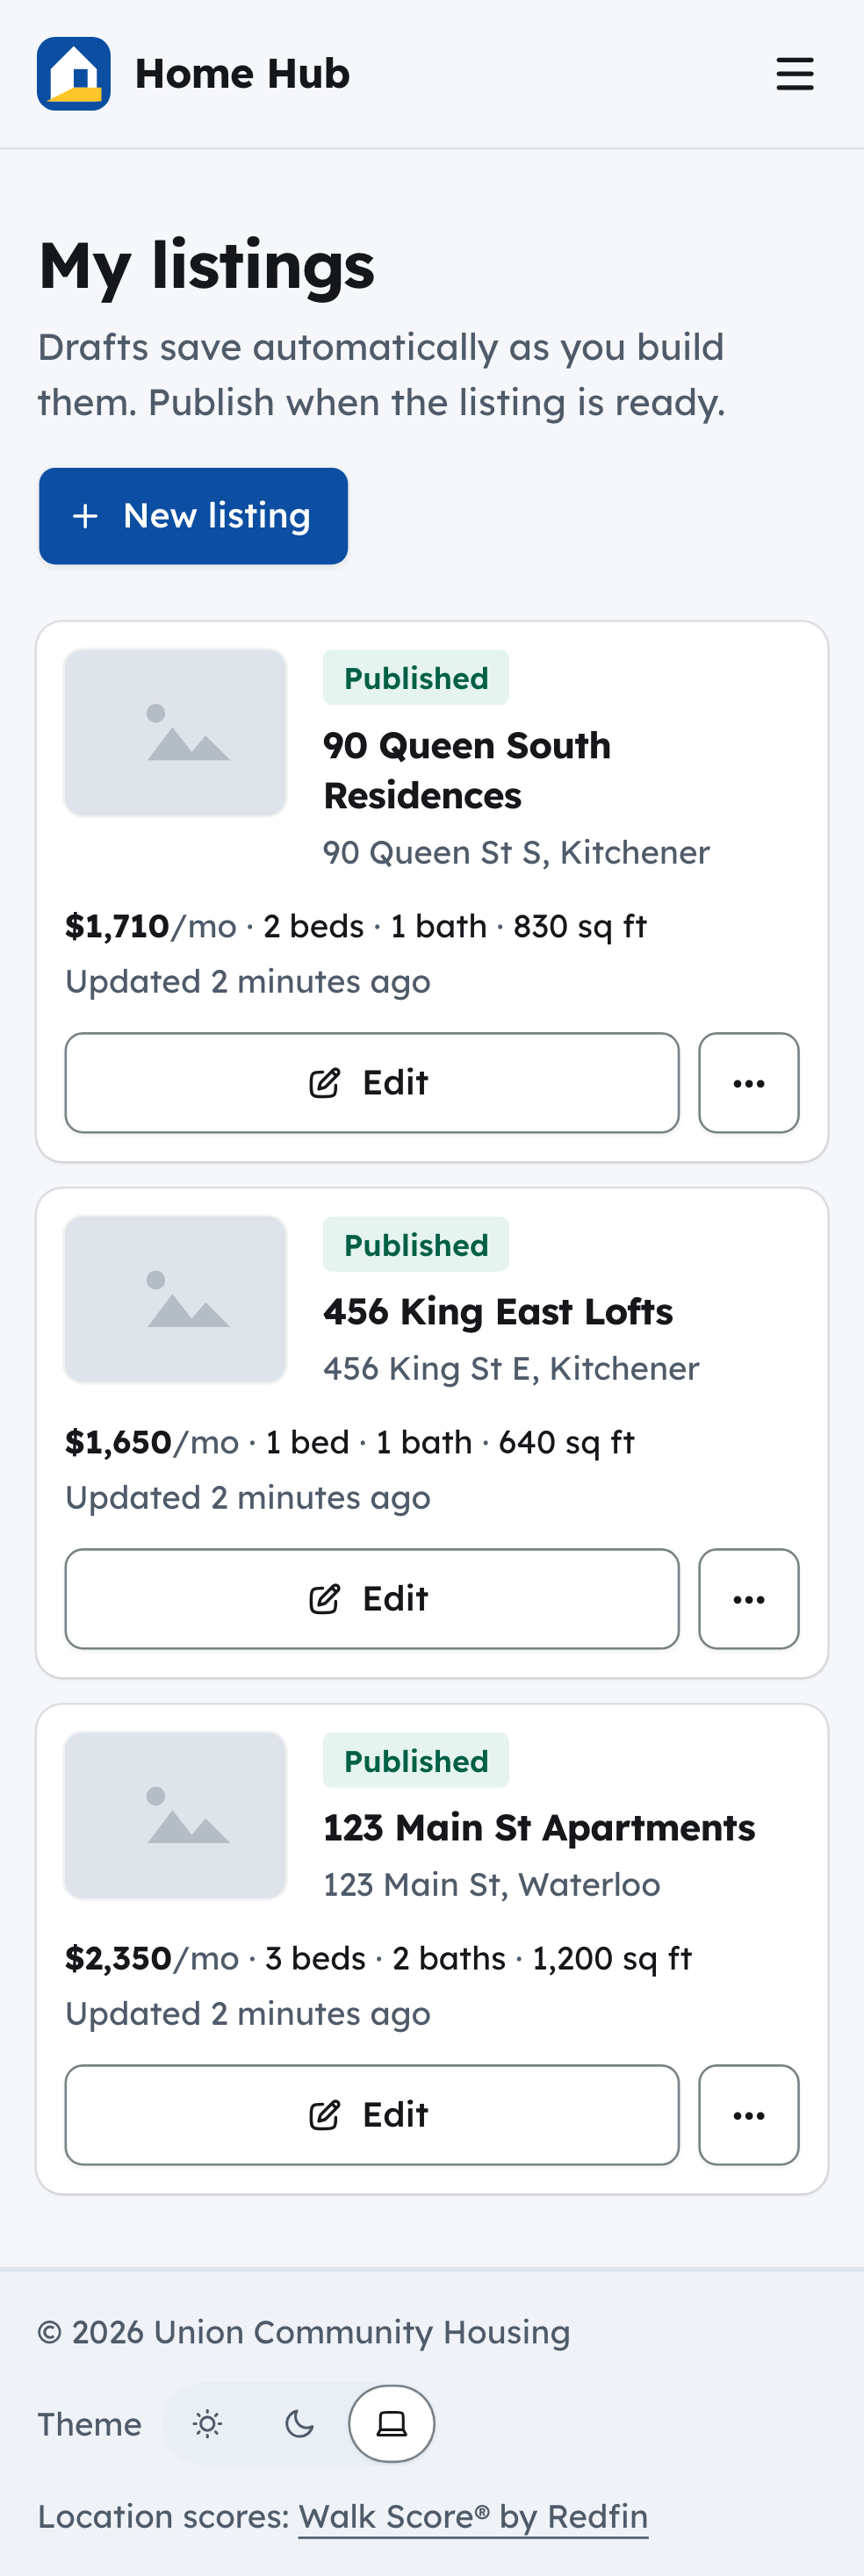 Home Hub
My listings
Drafts save automatically as you build
them. Publish when the listing is ready.
+ New listing
Published
90 Queen South
Residences
90 Queen St S, Kitchener
$1,710/mo · 2 beds · 1 bath · 830 sq ft
Updated 2 minutes ago
Edit
Published
456 King East Lofts
456 King St E, Kitchener
$1,650/mo · 1 bed · 1 bath · 640 sq ft
Updated 2 minutes ago
Edit
Published
123 Main St Apartments
123 Main St, Waterloo
$2,350/mo · 3 beds · 2 baths · 1,200 sq ft
Updated 2 minutes ago
Edit
© 2026 Union Community Housing
Theme
Location scores: Walk Score® by Redfin